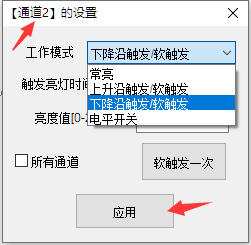 【通道2】的设置
工作模式 下降沿触发/软触发
常亮
触发亮灯时间 上升沿触发/软触发
下降沿触发/软触发
亮度值[0-2 电平开关
所有通道 软触发一次
应用